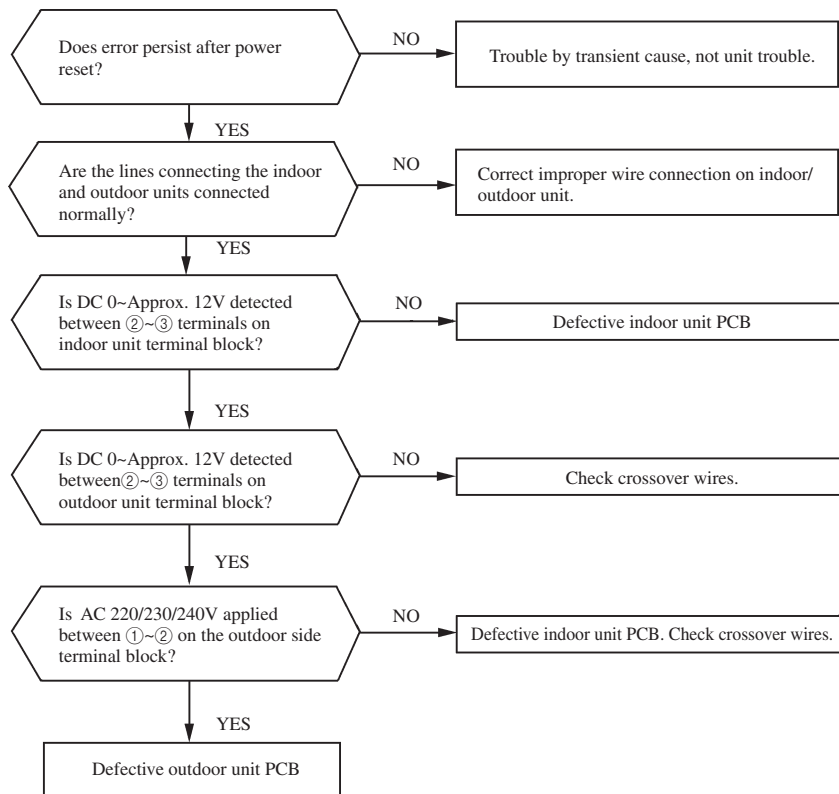 Does error persist after power
reset?
NO
Trouble by transient cause, not unit trouble.
YES
Are the lines connecting the indoor
and outdoor units connected
normally?
NO
Correct improper wire connection on indoor/
outdoor unit.
YES
Is DC 0~Approx. 12V detected
between ②~③ terminals on
indoor unit terminal block?
NO
Defective indoor unit PCB
YES
Is DC 0~Approx. 12V detected
between②~③ terminals on
outdoor unit terminal block?
NO
Check crossover wires.
YES
Is AC 220/230/240V applied
between ①~② on the outdoor side
terminal block?
NO
Defective indoor unit PCB. Check crossover wires.
YES
Defective outdoor unit PCB